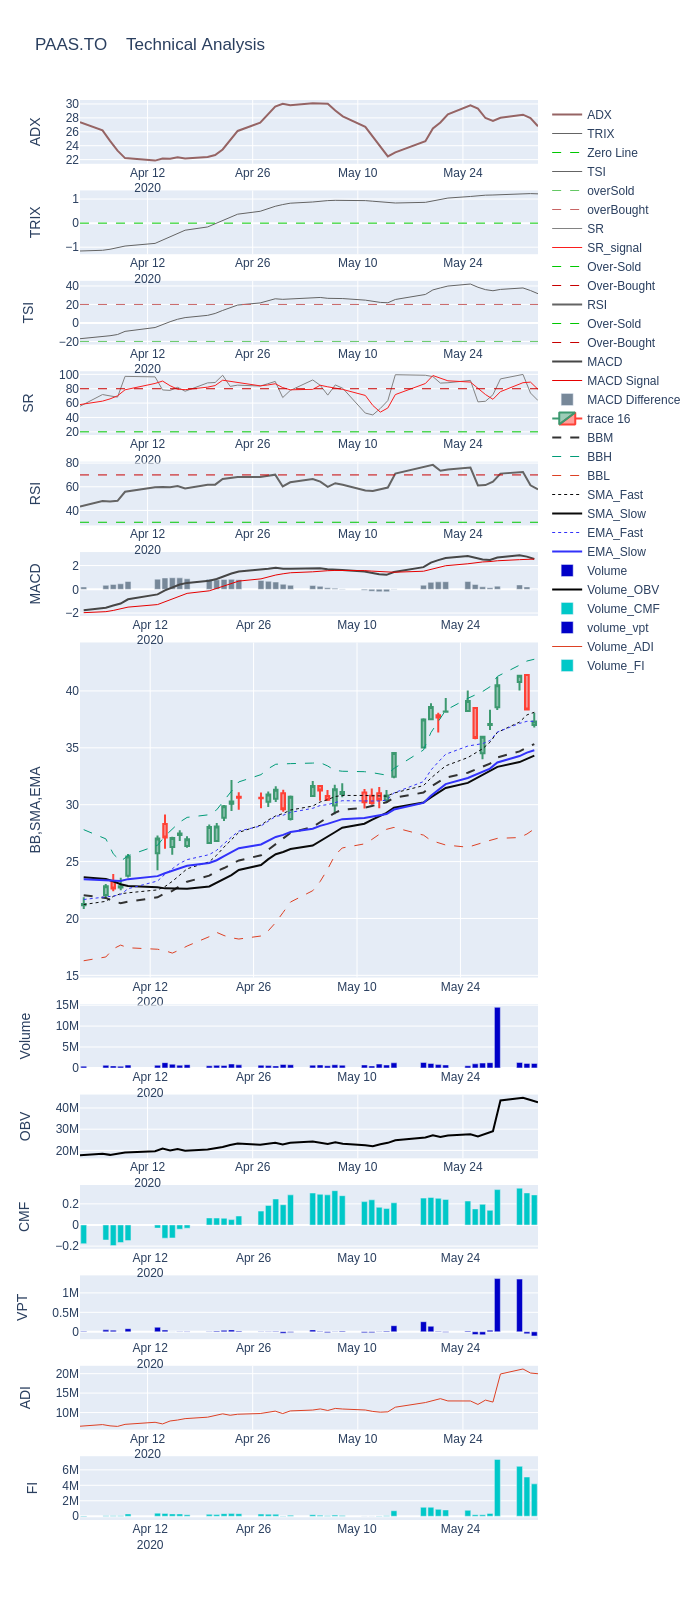 PAAS.TO    Technical Analysis
ADX
30
28
26
24
22
Apr 12
2020
Apr 26
May 10
May 24
TRIX
1
0
−1
Apr 12
2020
Apr 26
May 10
May 24
TSI
40
20
0
−20
Apr 12
2020
Apr 26
May 10
May 24
SR
100
80
60
40
20
Apr 12
2020
Apr 26
May 10
May 24
RSI
80
60
40
Apr 12
2020
Apr 26
May 10
May 24
MACD
2
0
−2
Apr 12
2020
Apr 26
May 10
May 24
BB,SMA,EMA
40
35
30
25
20
15
Apr 12
2020
Apr 26
May 10
May 24
Volume
15M
10M
5M
0
Apr 12
2020
Apr 26
May 10
May 24
OBV
40M
30M
20M
Apr 12
2020
Apr 26
May 10
May 24
CMF
0.2
0
−0.2
Apr 12
2020
Apr 26
May 10
May 24
VPT
1M
0.5M
0
Apr 12
2020
Apr 26
May 10
May 24
ADI
20M
15M
10M
Apr 12
2020
Apr 26
May 10
May 24
FI
6M
4M
2M
0
Apr 12
2020
Apr 26
May 10
May 24
ADX
TRIX
Zero Line
TSI
overSold
overBought
SR
SR_signal
Over-Sold
Over-Bought
RSI
Over-Sold
Over-Bought
MACD
MACD Signal
MACD Difference
trace 16
BBM
BBH
BBL
SMA_Fast
SMA_Slow
EMA_Fast
EMA_Slow
Volume
Volume_OBV
Volume_CMF
volume_vpt
Volume_ADI
Volume_FI